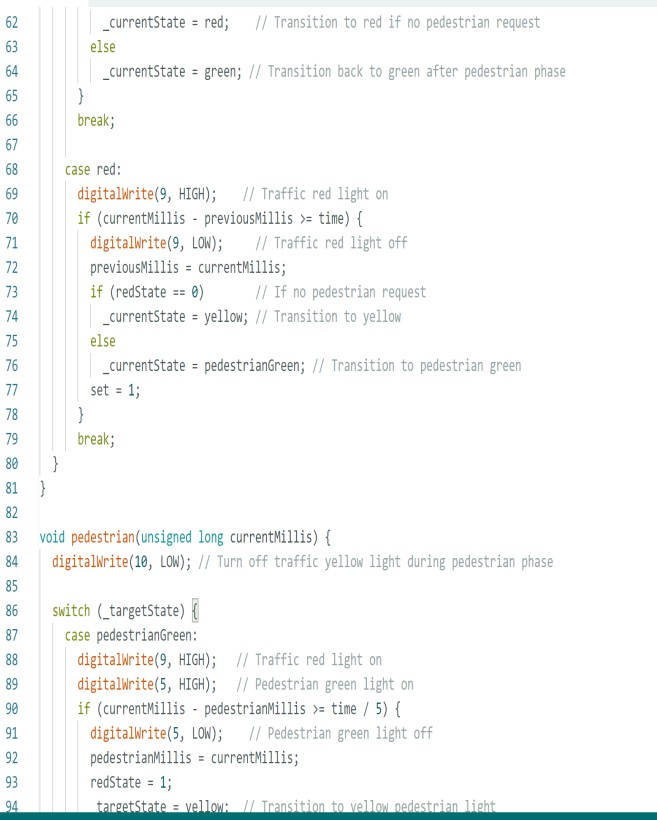 62 _currentState = red; // Transition to red if no pedestrian request
63 else
64 _currentState = green; // Transition back to green after pedestrian phase
65 }
66 break;
67
68 case red:
69 digitalWrite(9, HIGH); // Traffic red light on
70 if (currentMillis - previousMillis >= time) {
71 digitalWrite(9, LOW); // Traffic red light off
72 previousMillis = currentMillis;
73 if (redState == 0) // If no pedestrian request
74 _currentState = yellow; // Transition to yellow
75 else
76 _currentState = pedestrianGreen; // Transition to pedestrian green
77 set = 1;
78 }
79 break;
80 }
81 }
82
83 void pedestrian(unsigned long currentMillis) {
84 digitalWrite(10, LOW); // Turn off traffic yellow light during pedestrian phase
85
86 switch (_targetState) {
87 case pedestrianGreen:
88 digitalWrite(9, HIGH); // Traffic red light on
89 digitalWrite(5, HIGH); // Pedestrian green light on
90 if (currentMillis - pedestrianMillis >= time / 5) {
91 digitalWrite(5, LOW); // Pedestrian green light off
92 pedestrianMillis = currentMillis;
93 redState = 1;
94 _targetState = yellow; // Transition to yellow pedestrian light